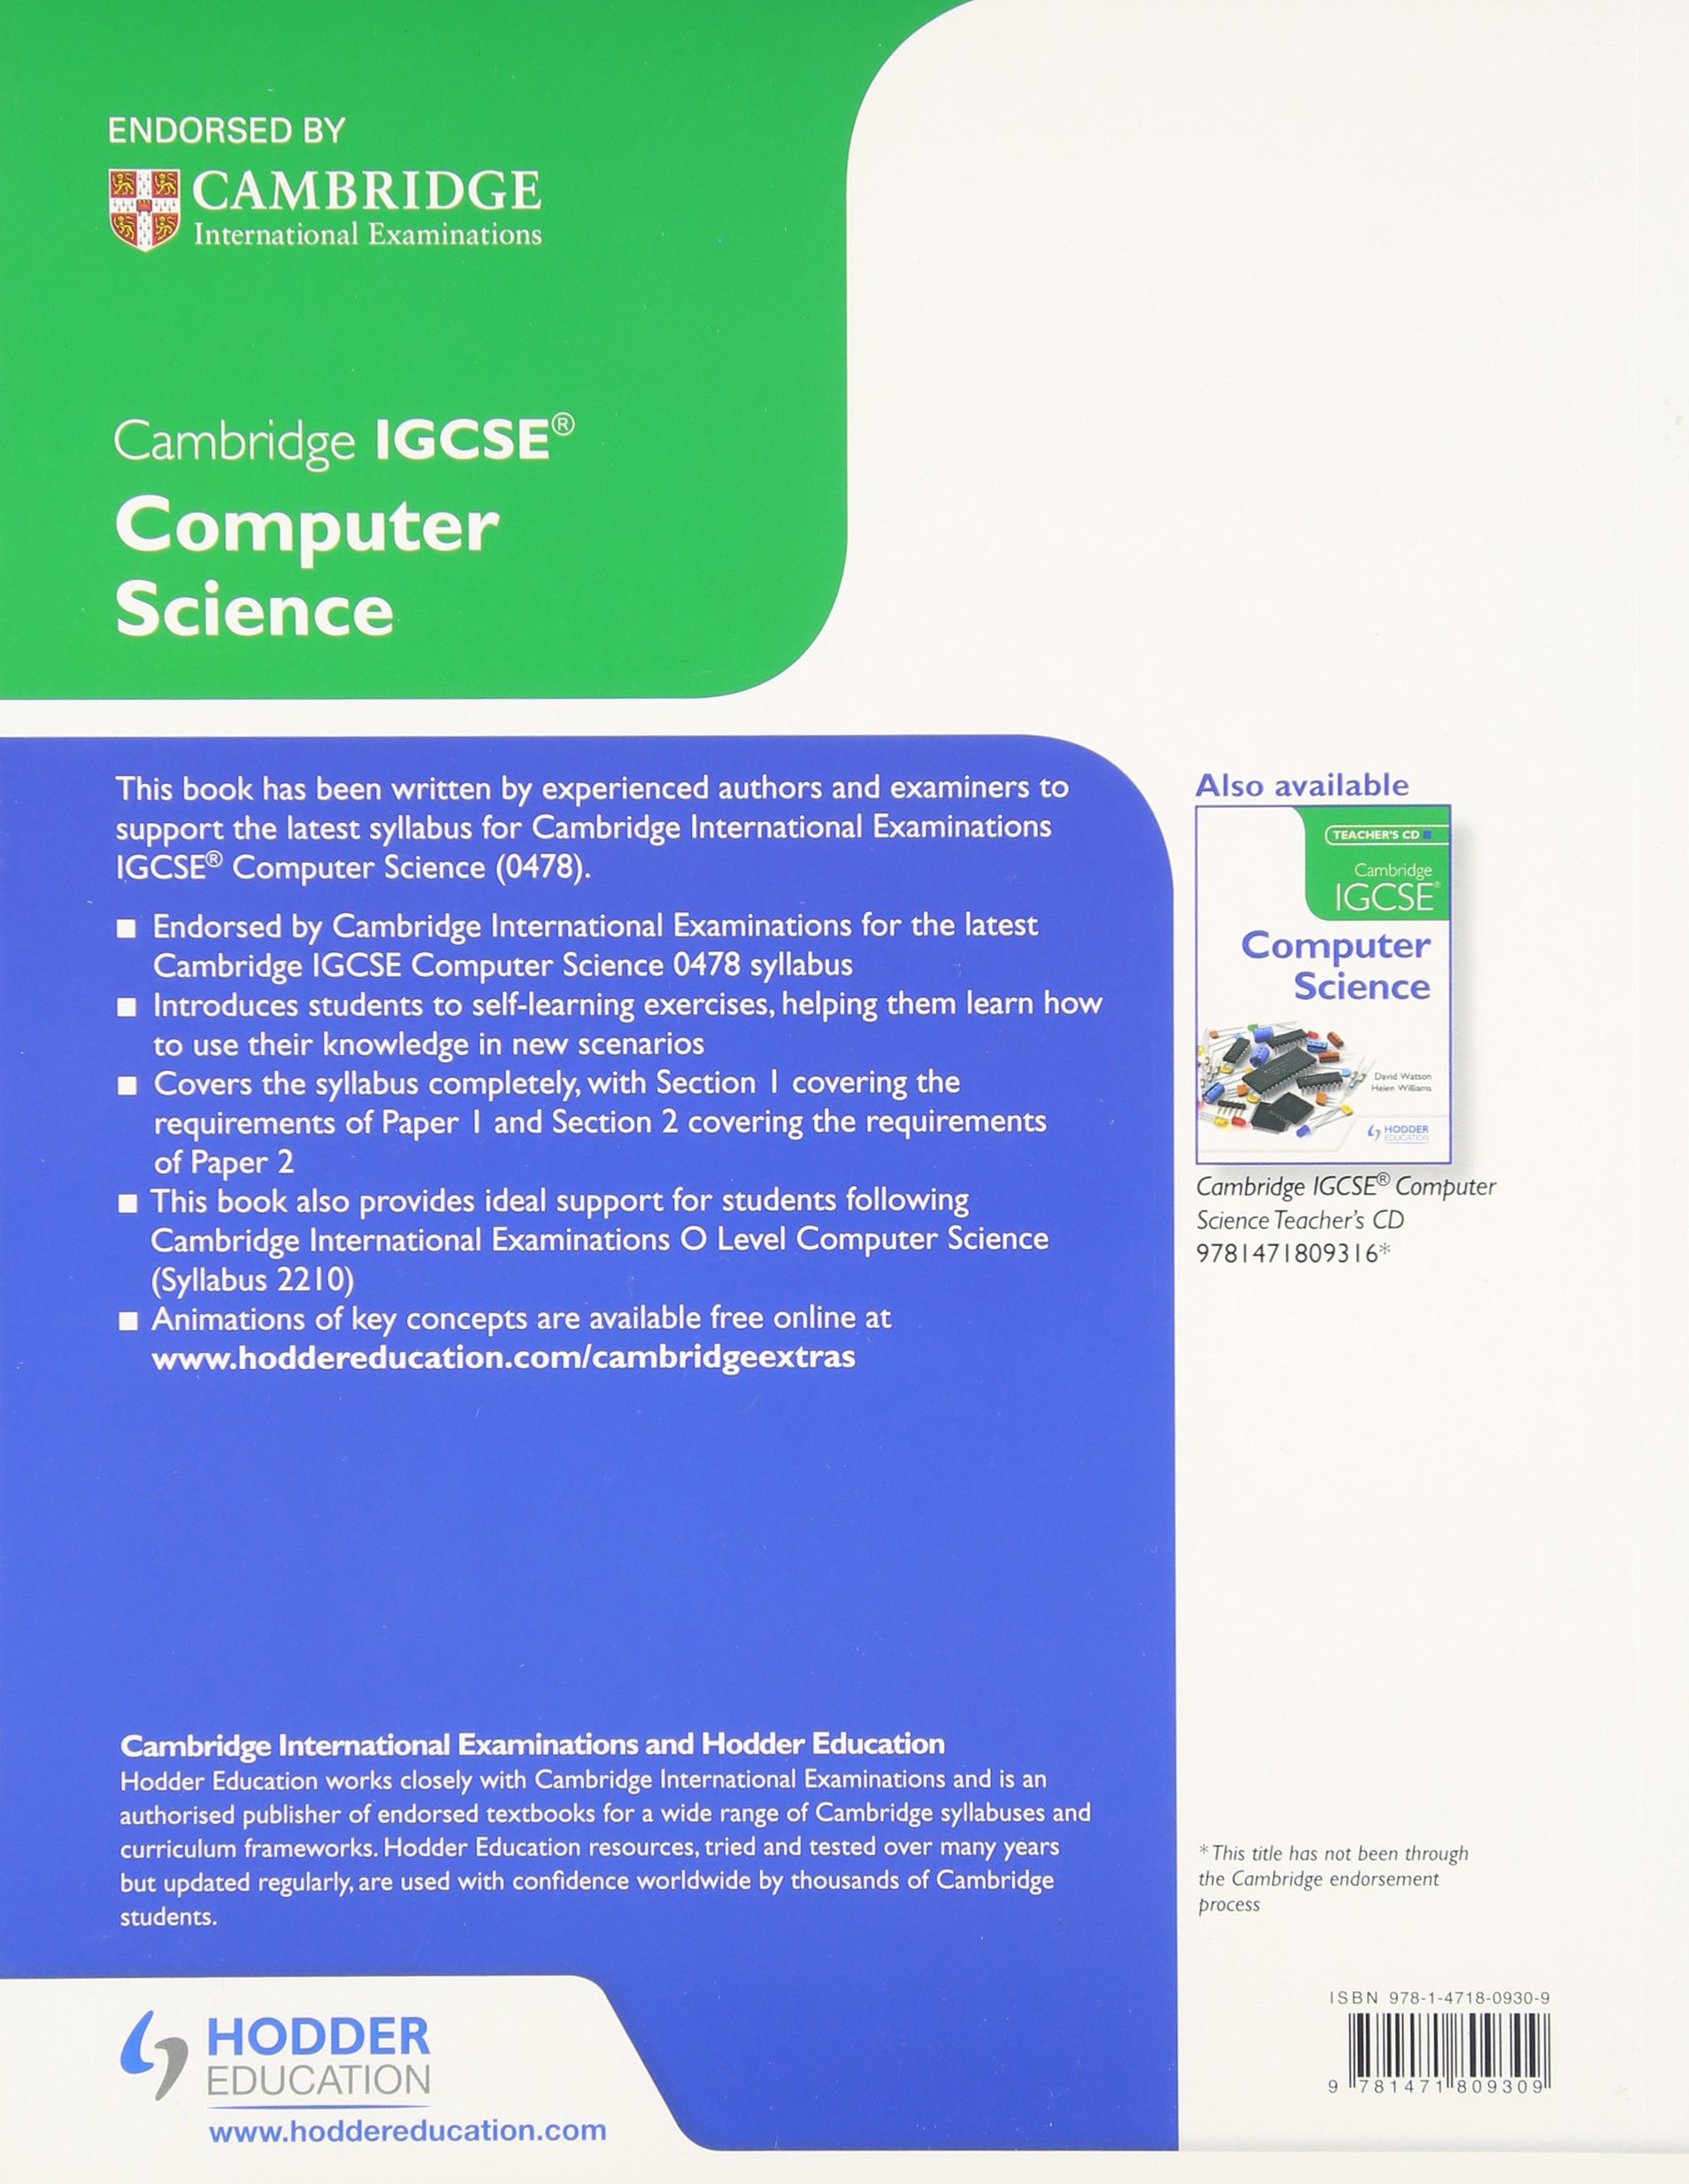 ENDORSED BY
CAMBRIDGE
International Examinations
Cambridge IGCSE®
Computer
Science
This book has been written by experienced authors and examiners to
support the latest syllabus for Cambridge International Examinations
IGCSE® Computer Science (0478).
■ Endorsed by Cambridge International Examinations for the latest
Cambridge IGCSE Computer Science 0478 syllabus
■ Introduces students to self-learning exercises, helping them learn how
to use their knowledge in new scenarios
■ Covers the syllabus completely, with Section 1 covering the
requirements of Paper 1 and Section 2 covering the requirements
of Paper 2
■ This book also provides ideal support for students following
Cambridge International Examinations O Level Computer Science
(Syllabus 2210)
■ Animations of key concepts are available free online at
www.hoddereducation.com/cambridgeextras
Cambridge International Examinations and Hodder Education
Hodder Education works closely with Cambridge International Examinations and is an
authorised publisher of endorsed textbooks for a wide range of Cambridge syllabuses and
curriculum frameworks. Hodder Education resources, tried and tested over many years
but updated regularly, are used with confidence worldwide by thousands of Cambridge
students.
HODDER
EDUCATION
www.hoddereducation.com
Also available
TEACHER'S CD
Cambridge
IGCSE®
Computer
Science
David Watson
Helen Williams
HODDER
EDUCATION
Cambridge IGCSE® Computer
Science Teacher's CD
9781471809316*
* This title has not been through
the Cambridge endorsement
process
ISBN 978-1-4718-0930-9
9 781471 809309